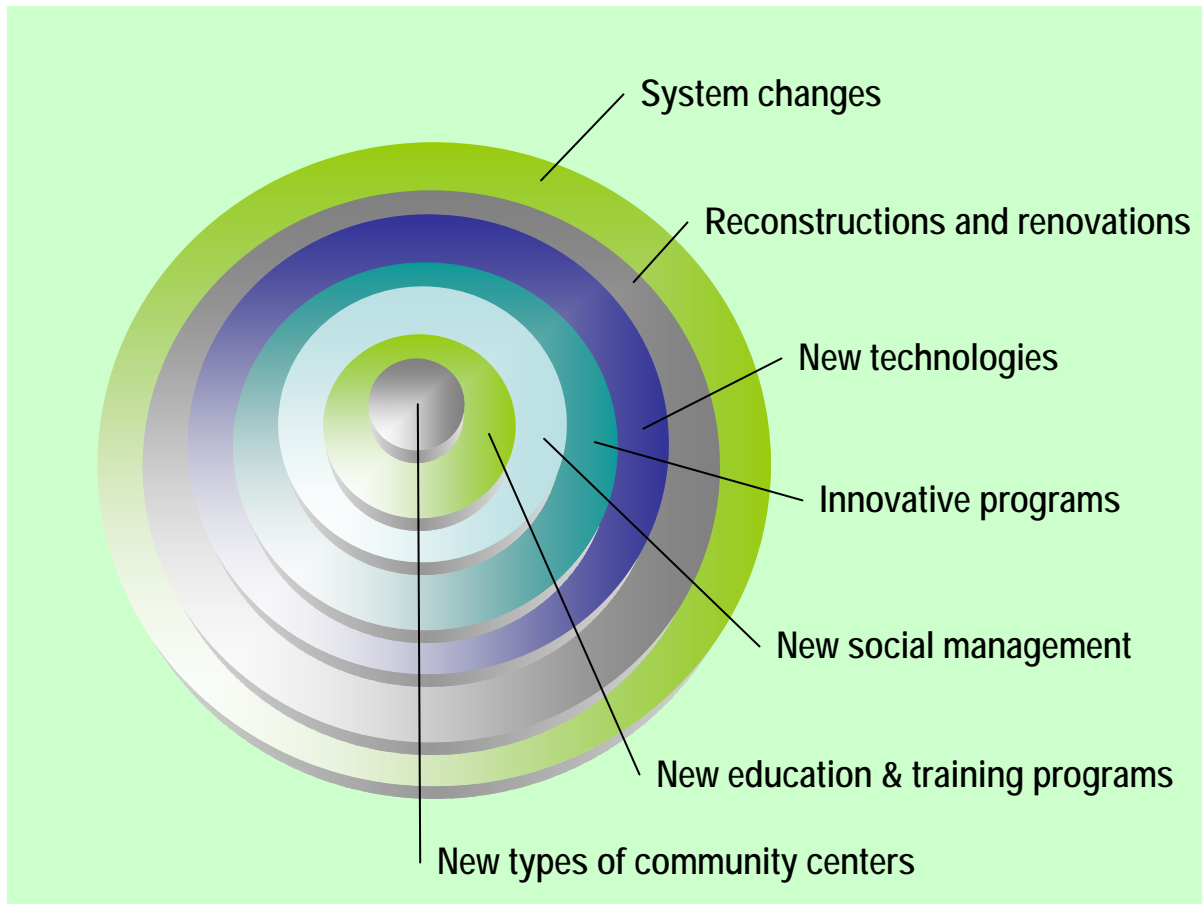 System changes
Reconstructions and renovations
New technologies
Innovative programs
New social management
New education & training programs
New types of community centers